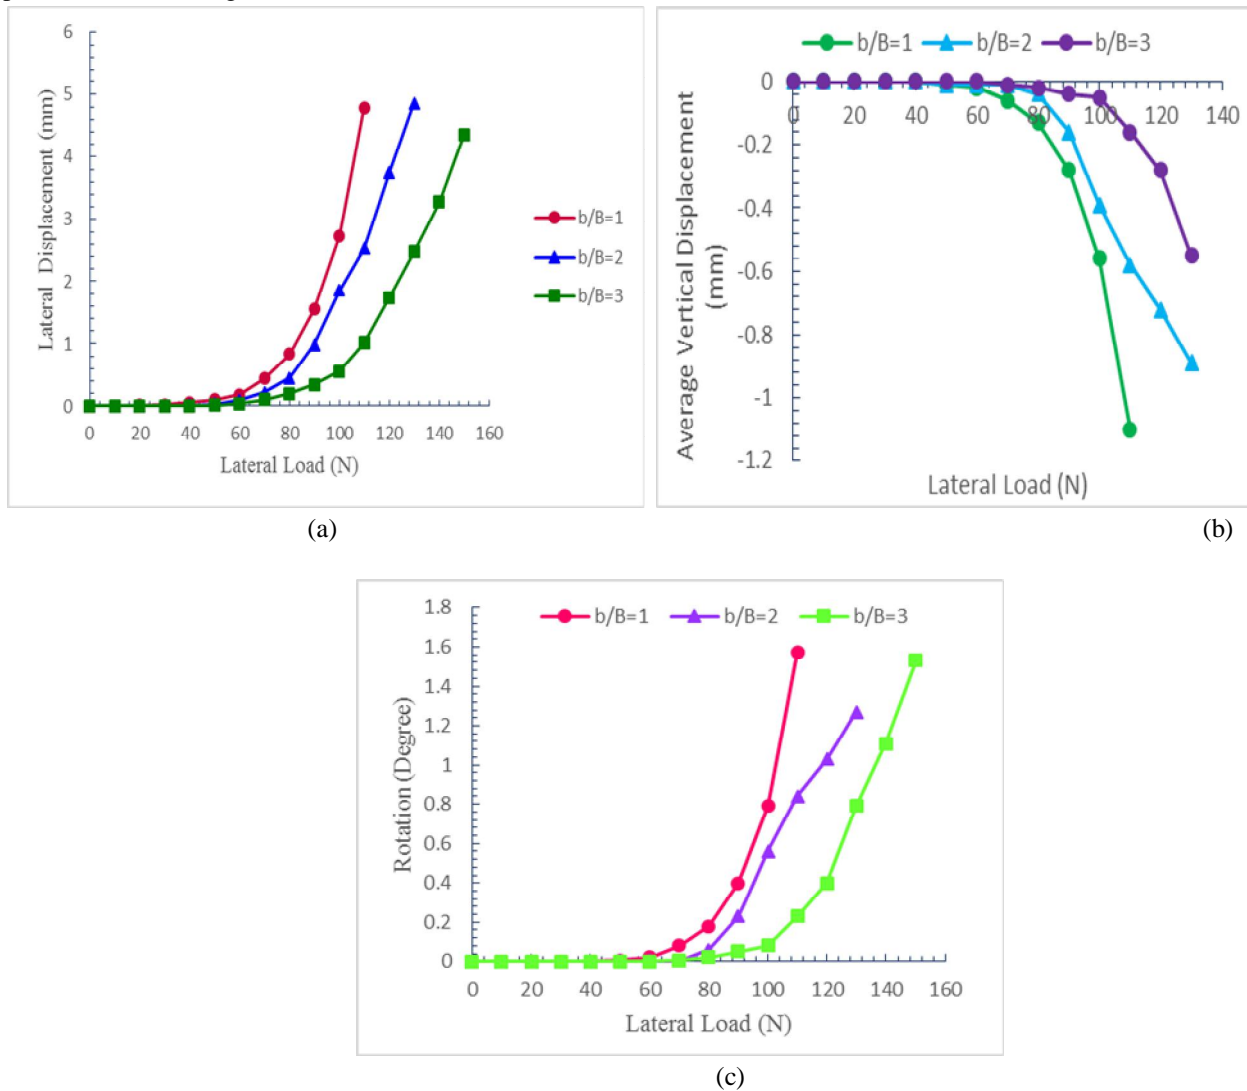 6
5
4
3
2
1
0
0 20 40 60 80 100 120 140 160
Lateral Displacement (mm)
Lateral Load (N)
b/B=1
b/B=2
b/B=3
(a)
b/B=1 b/B=2 b/B=3
0
-0.2
-0.4
-0.6
-0.8
-1
-1.2
0 20 40 60 80 100 120 140
Average Vertical Displacement
(mm)
Lateral Load (N)
(b)
1.8
1.6
1.4
1.2
1
0.8
0.6
0.4
0.2
0
b/B=1 b/B=2 b/B=3
Rotation (Degree)
0 20 40 60 80 100 120 140 160
Lateral Load (N)
(c)